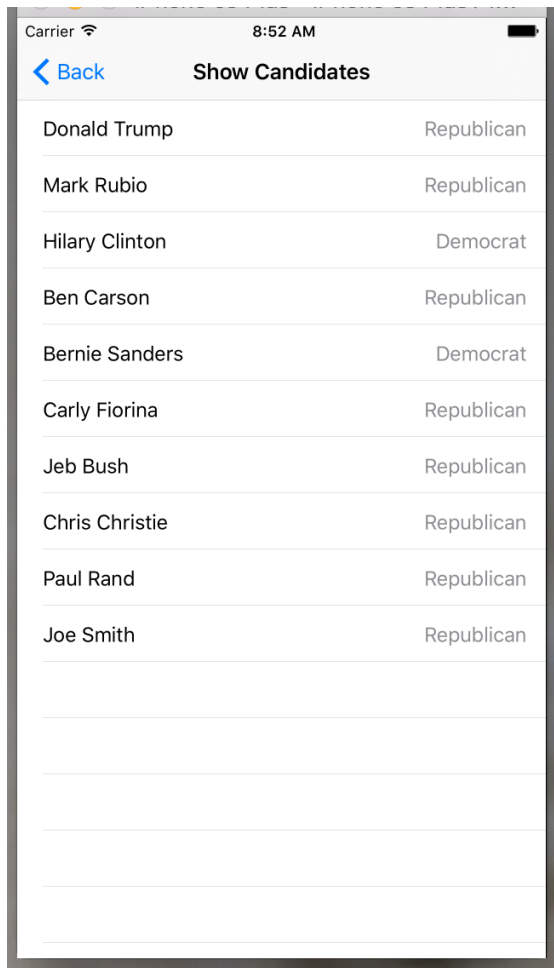 Carrier 8:52 AM
Back Show Candidates
Donald Trump Republican
Mark Rubio Republican
Hilary Clinton Democrat
Ben Carson Republican
Bernie Sanders Democrat
Carly Fiorina Republican
Jeb Bush Republican
Chris Christie Republican
Paul Rand Republican
Joe Smith Republican